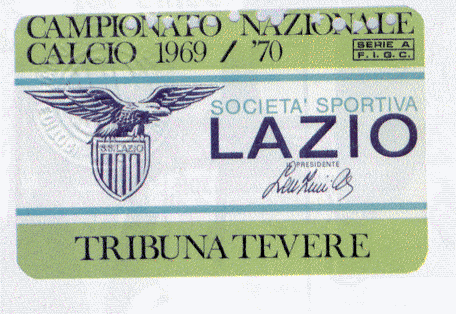 CAMPIONATO NAZIONALE
CALCIO 1969 / '70
SERIE A
F.I.G.C.
SOCIETA' SPORTIVA
LAZIO
S.S. LAZIO
IL PRESIDENTE
TRIBUNA TEVERE